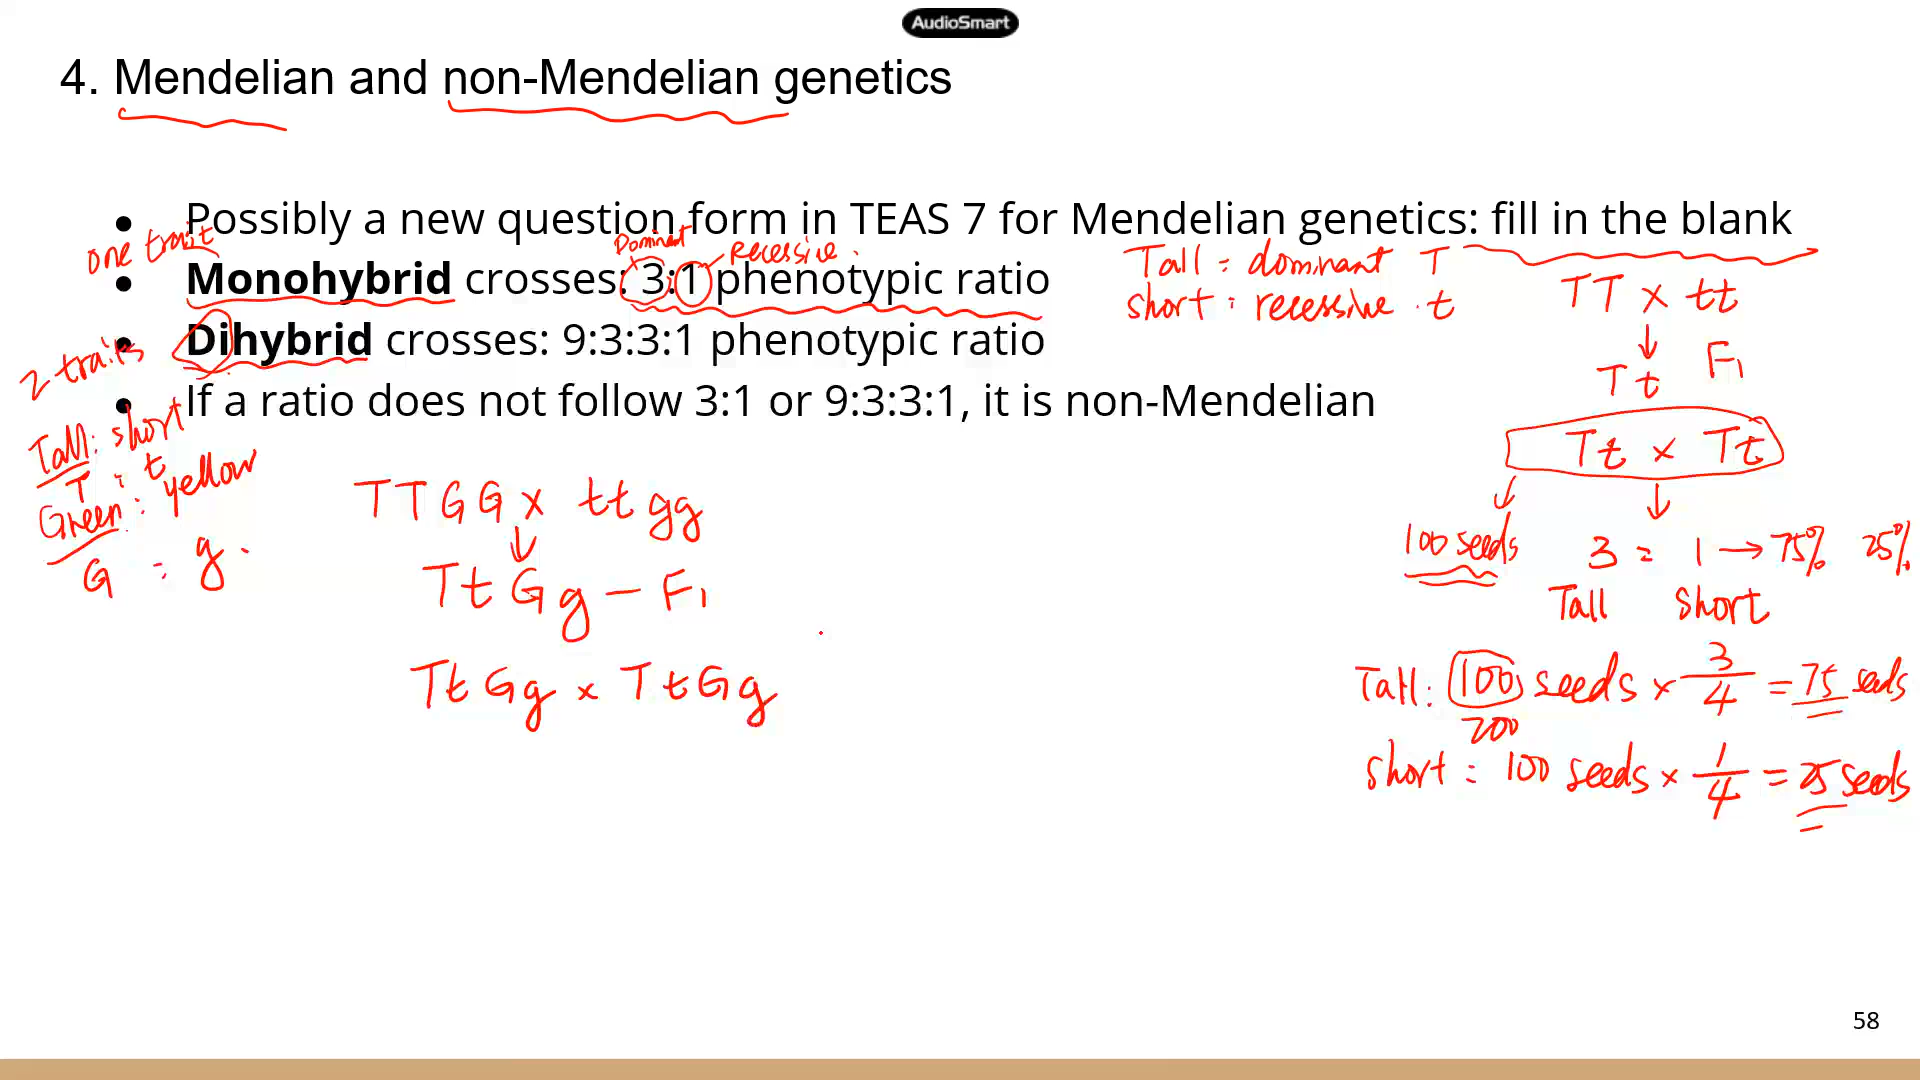 AudioSmart
4. Mendelian and non-Mendelian genetics
• Possibly a new question form in TEAS 7 for Mendelian genetics: fill in the blank
one trait
Dominant
Recessive.
• Monohybrid crosses: 3:1 phenotypic ratio
2 traits
• Dihybrid crosses: 9:3:3:1 phenotypic ratio
• If a ratio does not follow 3:1 or 9:3:3:1, it is non-Mendelian
Tall = dominant T
short : recessive . t
TT x tt
Tt F1
Tt x Tt
100 seeds
3 = 1 → 75% 25%
Tall short
Tall: 100 seeds x 3/4 = 75 seeds
200
short = 100 seeds x 1/4 = 25 seeds
Tall: short
T : t
Green: yellow
G : g.
TTGG x ttgg
TtGg - F1
TtGg x TtGg
58